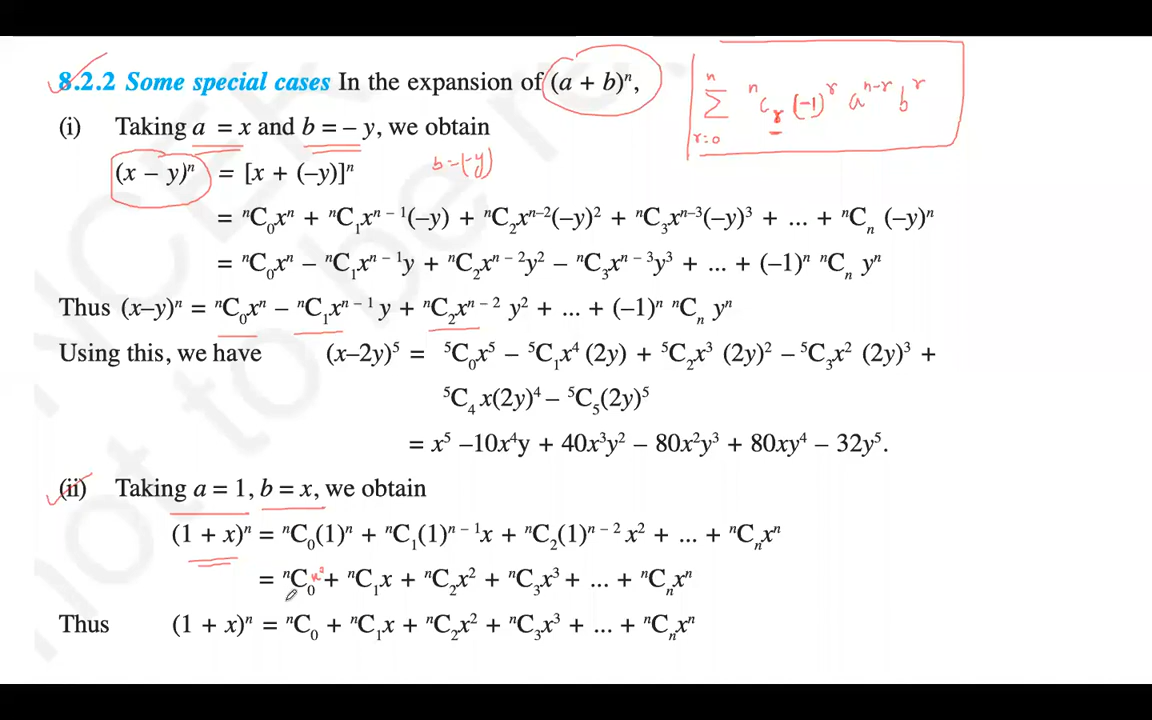 8.2.2 Some special cases In the expansion of (a + b)ⁿ,
(i) Taking a = x and b = – y, we obtain
(x – y)ⁿ = [x + (–y)]ⁿ
= ⁿC₀xⁿ + ⁿC₁xⁿ ⁻ ¹(–y) + ⁿC₂xⁿ⁻²(–y)² + ⁿC₃xⁿ⁻³(–y)³ + ... + ⁿCₙ (–y)ⁿ
= ⁿC₀xⁿ – ⁿC₁xⁿ ⁻ ¹y + ⁿC₂xⁿ ⁻ ²y² – ⁿC₃xⁿ ⁻ ³y³ + ... + (–1)ⁿ ⁿCₙ yⁿ
Thus (x–y)ⁿ = ⁿC₀xⁿ – ⁿC₁xⁿ ⁻ ¹ y + ⁿC₂xⁿ ⁻ ² y² + ... + (–1)ⁿ ⁿCₙ yⁿ
Using this, we have (x–2y)⁵ = ⁵C₀x⁵ – ⁵C₁x⁴ (2y) + ⁵C₂x³ (2y)² – ⁵C₃x² (2y)³ +
⁵C₄ x(2y)⁴ – ⁵C₅(2y)⁵
= x⁵ –10x⁴y + 40x³y² – 80x²y³ + 80xy⁴ – 32y⁵.
(ii) Taking a = 1, b = x, we obtain
(1 + x)ⁿ = ⁿC₀(1)ⁿ + ⁿC₁(1)ⁿ ⁻ ¹x + ⁿC₂(1)ⁿ ⁻ ² x² + ... + ⁿCₙxⁿ
= ⁿC₀ x⁰ + ⁿC₁x + ⁿC₂x² + ⁿC₃x³ + ... + ⁿCₙxⁿ
Thus (1 + x)ⁿ = ⁿC₀ + ⁿC₁x + ⁿC₂x² + ⁿC₃x³ + ... + ⁿCₙxⁿ
n
Σ ⁿCᵣ (-1)ʳ aⁿ⁻ʳ bʳ
r=0
b=(-y)